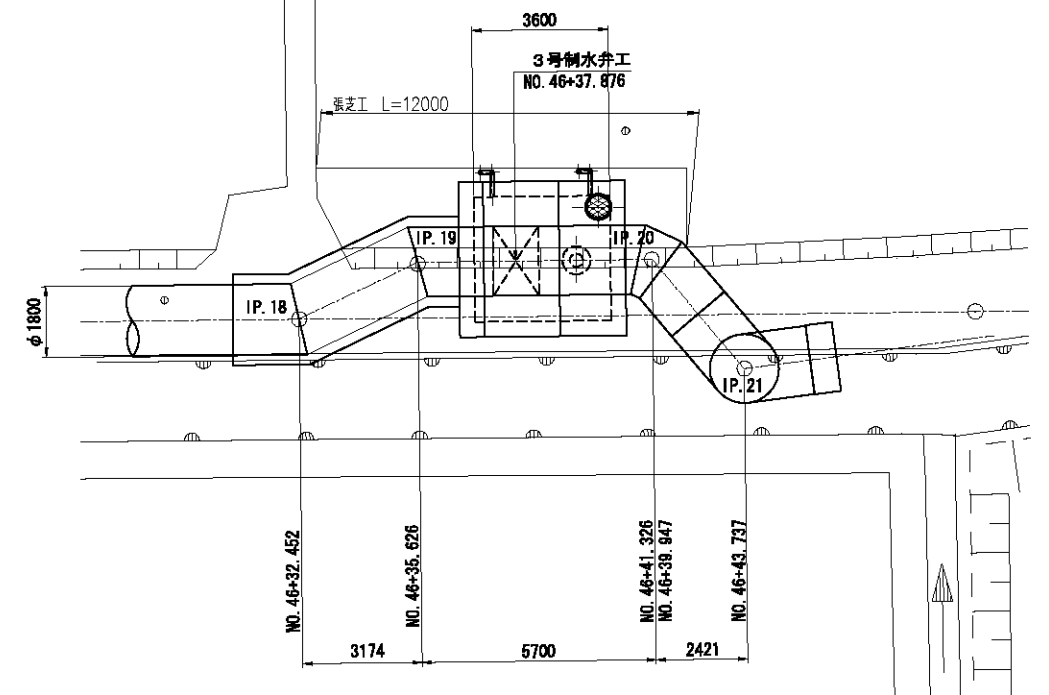 3600
3号制水弁工
NO. 46+37.876
張芝工 L=12000
IP. 19
IP. 20
IP. 18
φ1800
IP. 21
NO. 46+32. 452
NO. 46+35. 626
NO. 46+41. 326
NO. 46+39. 947
NO. 46+43. 737
3174
5700
2421